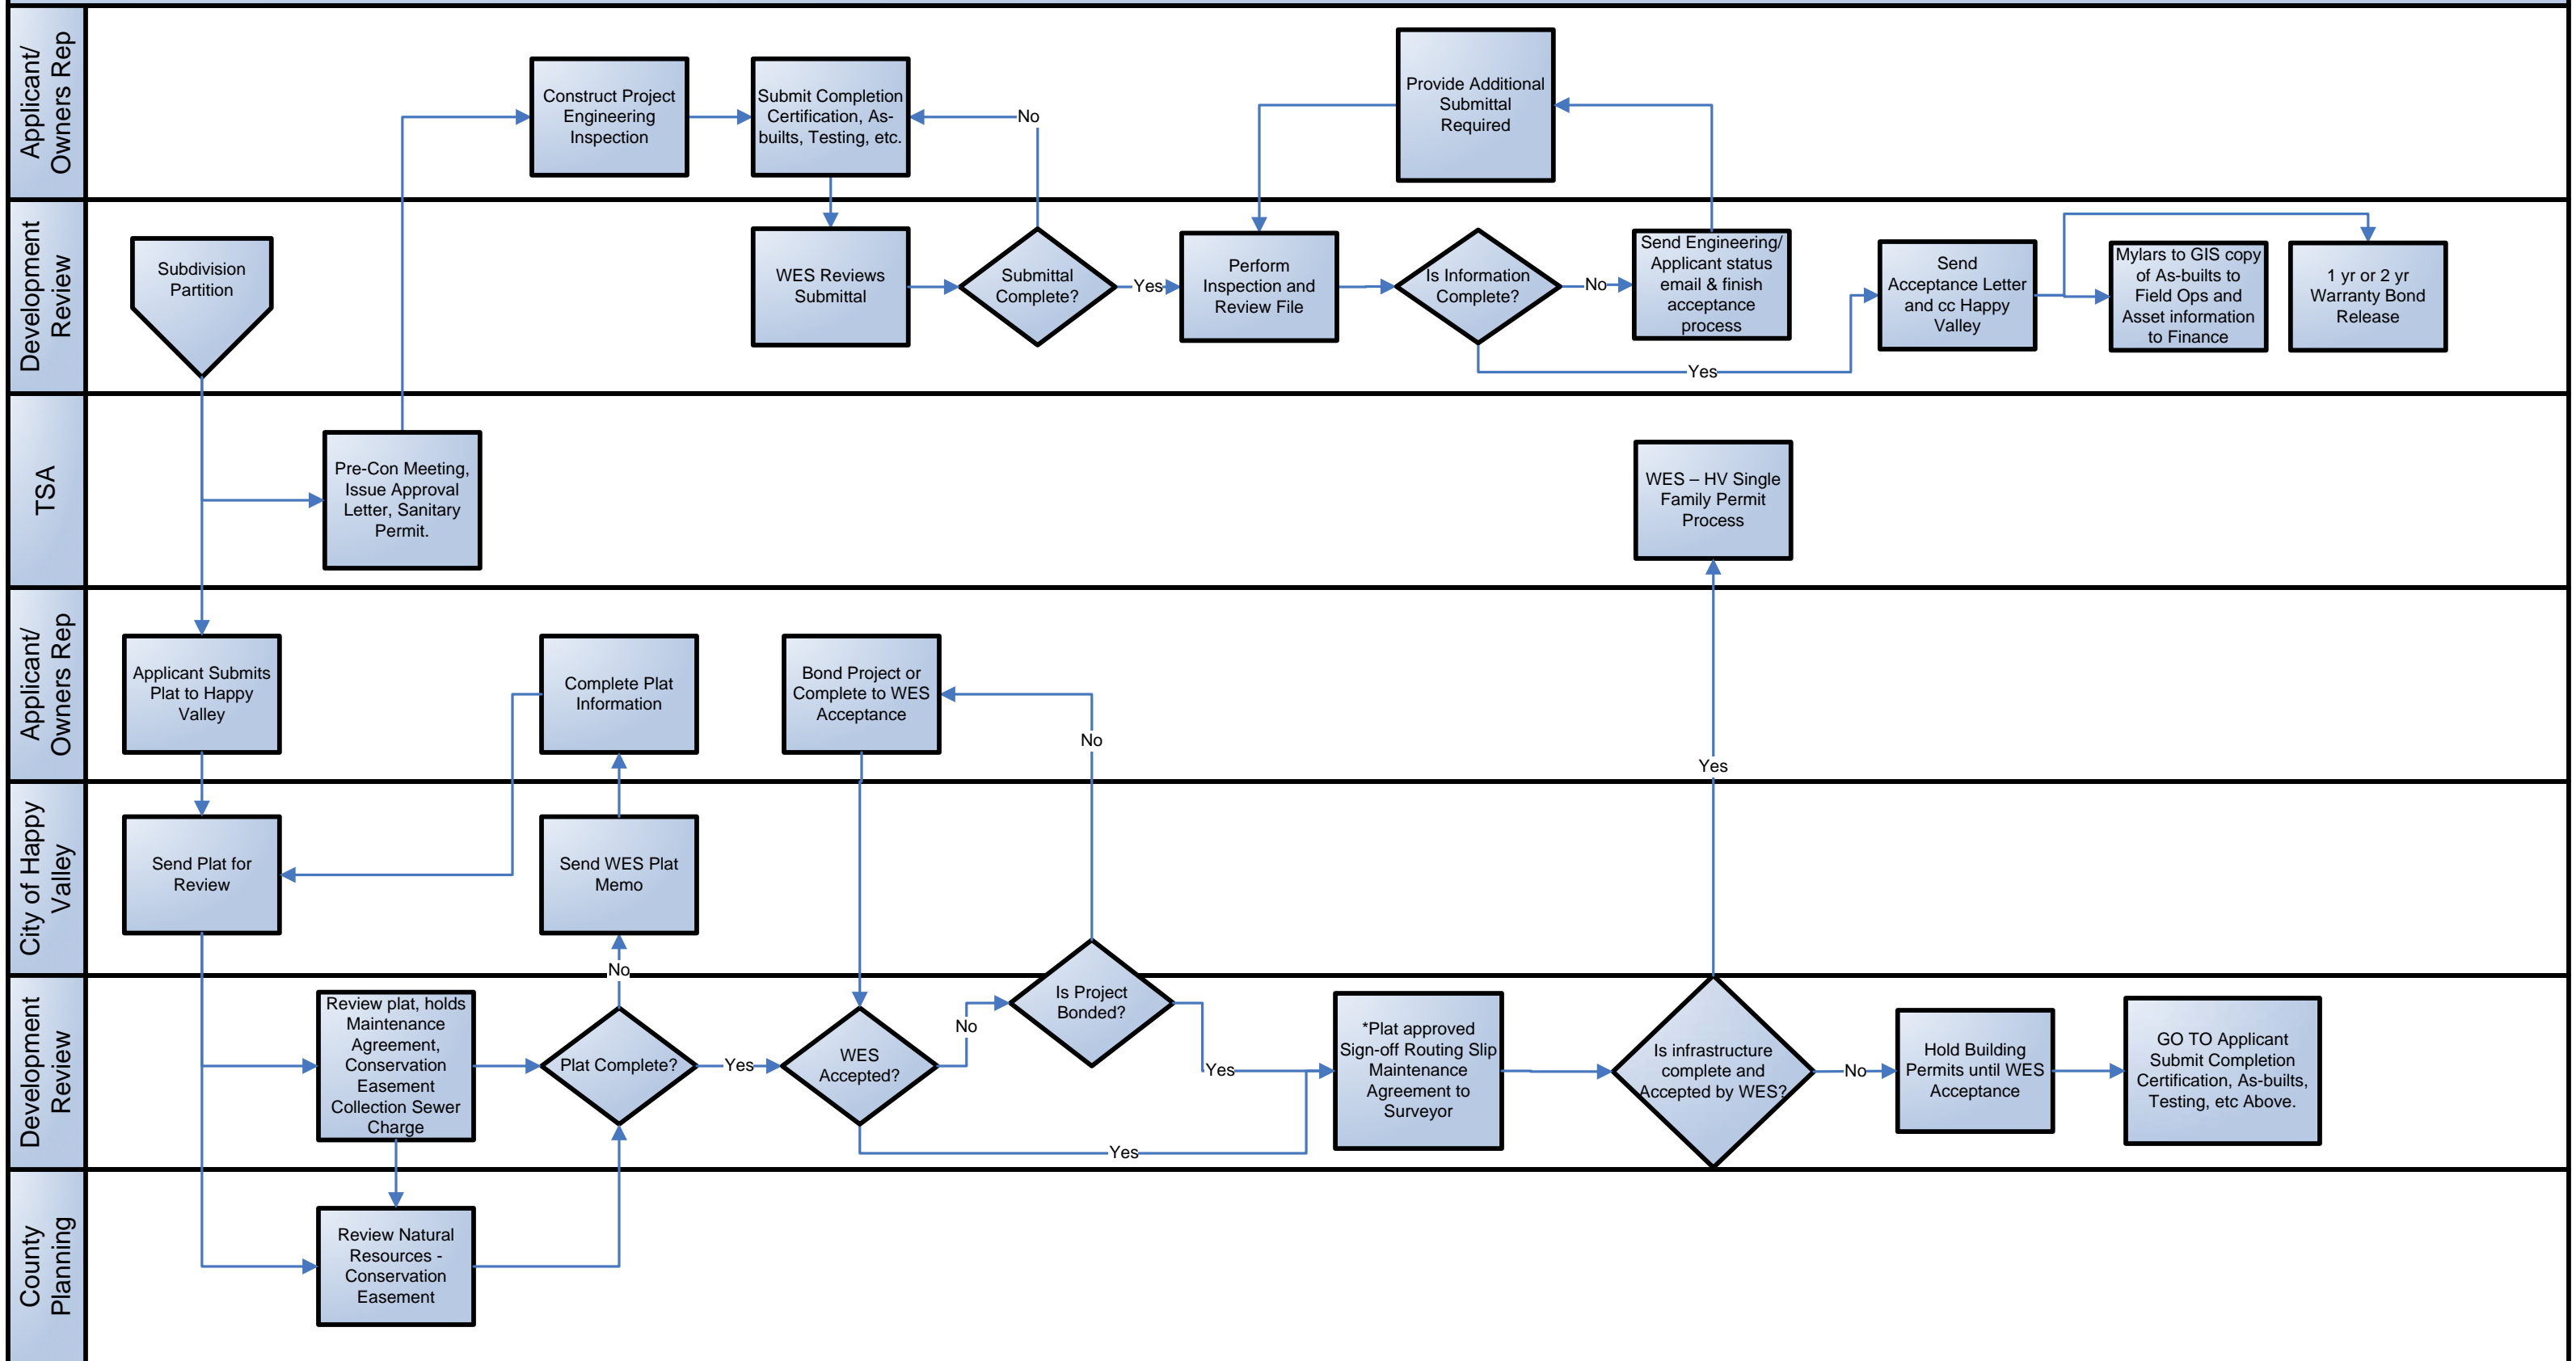 Applicant/
Owners Rep
Construct Project
Engineering
Inspection
Submit Completion
Certification, As-
builts, Testing, etc.
No
Provide Additional
Submittal
Required
Development
Review
Subdivision
Partition
WES Reviews
Submittal
Submittal
Complete?
Yes
Perform
Inspection and
Review File
Is Information
Complete?
No
Send Engineering/
Applicant status
email & finish
acceptance
process
Yes
Send
Acceptance Letter
and cc Happy
Valley
Mylars to GIS copy
of As-builts to
Field Ops and
Asset information
to Finance
1 yr or 2 yr
Warranty Bond
Release
TSA
Pre-Con Meeting,
Issue Approval
Letter, Sanitary
Permit.
WES – HV Single
Family Permit
Process
Applicant/
Owners Rep
Applicant Submits
Plat to Happy
Valley
Complete Plat
Information
Bond Project or
Complete to WES
Acceptance
No
Yes
City of Happy
Valley
Send Plat for
Review
Send WES Plat
Memo
No
Development
Review
Review plat, holds
Maintenance
Agreement,
Conservation
Easement
Collection Sewer
Charge
Plat Complete?
Yes
WES
Accepted?
No
Is Project
Bonded?
Yes
Yes
*Plat approved
Sign-off Routing Slip
Maintenance
Agreement to
Surveyor
Is infrastructure
complete and
Accepted by WES?
No
Hold Building
Permits until WES
Acceptance
GO TO Applicant
Submit Completion
Certification, As-builts,
Testing, etc Above.
County
Planning
Review Natural
Resources -
Conservation
Easement